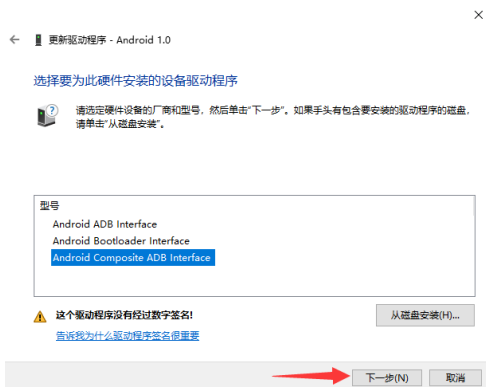 更新驱动程序 - Android 1.0
选择要为此硬件安装的设备驱动程序
请选定硬件设备的厂商和型号，然后单击“下一步”。如果手头有包含要安装的驱动程序的磁盘，
请单击“从磁盘安装”。
型号
Android ADB Interface
Android Bootloader Interface
Android Composite ADB Interface
这个驱动程序没有经过数字签名!
从磁盘安装(H)...
告诉我为什么驱动程序签名很重要
下一步(N)
取消